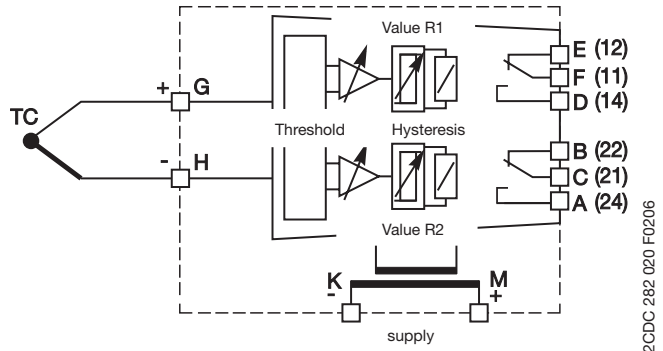 Value R1
E (12)
F (11)
D (14)
+ G
TC
Threshold Hysteresis
- H
B (22)
C (21)
A (24)
Value R2
K M
- +
supply
2CDC 282 020 F0206